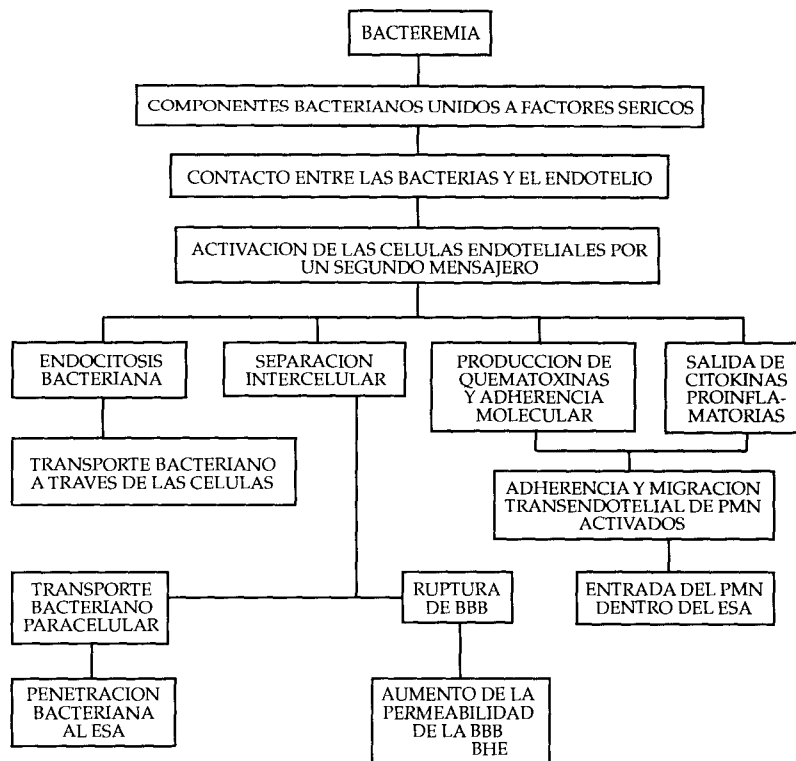 BACTEREMIA
COMPONENTES BACTERIANOS UNIDOS A FACTORES SERICOS
CONTACTO ENTRE LAS BACTERIAS Y EL ENDOTELIO
ACTIVACION DE LAS CELULAS ENDOTELIALES POR
UN SEGUNDO MENSAJERO
ENDOCITOSIS
BACTERIANA
SEPARACION
INTERCELULAR
PRODUCCION DE
QUEMATOXINAS
Y ADHERENCIA
MOLECULAR
SALIDA DE
CITOKINAS
PROINFLA-
MATORIAS
TRANSPORTE BACTERIANO
A TRAVES DE LAS CELULAS
ADHERENCIA Y MIGRACION
TRANSENDOTELIAL DE PMN
ACTIVADOS
TRANSPORTE
BACTERIANO
PARACELULAR
RUPTURA
DE BBB
ENTRADA DEL PMN
DENTRO DEL ESA
PENETRACION
BACTERIANA
AL ESA
AUMENTO DE LA
PERMEABILIDAD
DE LA BBB
BHE